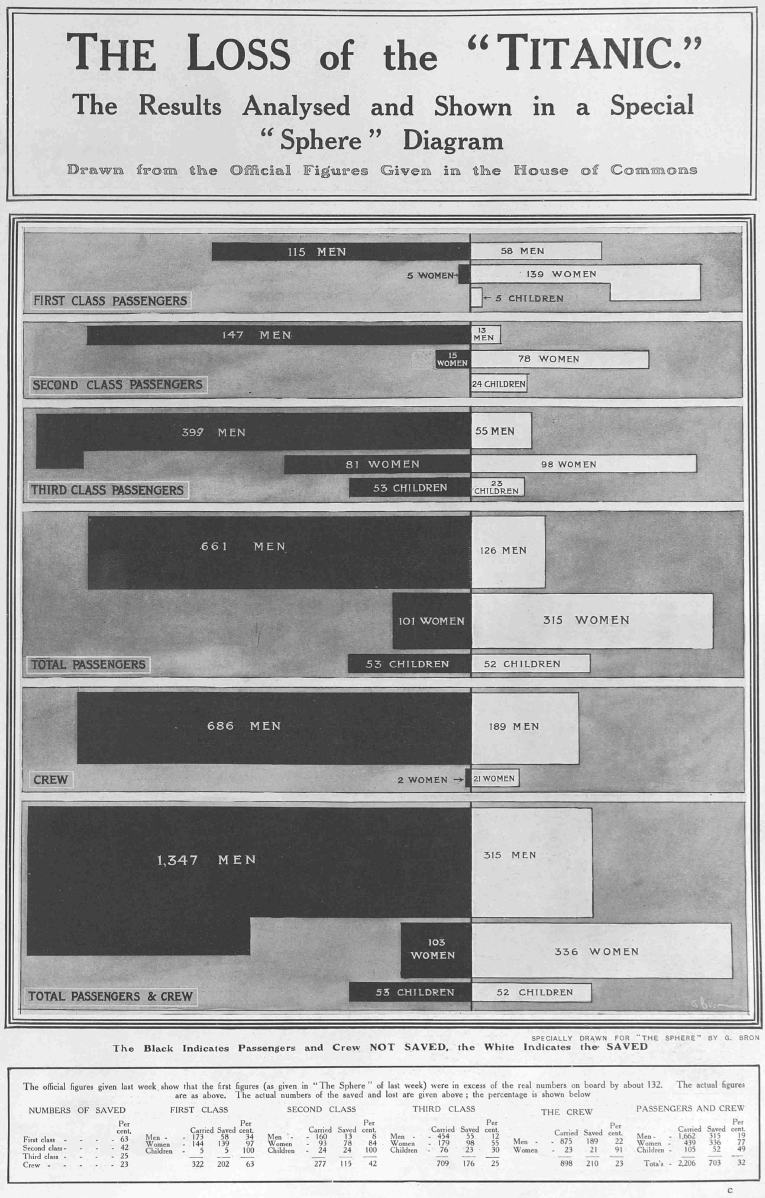 THE LOSS of the "TITANIC."
The Results Analysed and Shown in a Special
"Sphere" Diagram
Drawn from the Official Figures Given in the House of Commons
115 MEN 58 MEN
5 WOMEN→ 139 WOMEN
FIRST CLASS PASSENGERS ← 5 CHILDREN
147 MEN 13 MEN
15 WOMEN 78 WOMEN
SECOND CLASS PASSENGERS 24 CHILDREN
399 MEN 55 MEN
81 WOMEN 98 WOMEN
THIRD CLASS PASSENGERS 53 CHILDREN 23 CHILDREN
661 MEN 126 MEN
101 WOMEN 315 WOMEN
TOTAL PASSENGERS 53 CHILDREN 52 CHILDREN
686 MEN 189 MEN
CREW 2 WOMEN → 21 WOMEN
1,347 MEN 315 MEN
103 WOMEN 336 WOMEN
TOTAL PASSENGERS & CREW 53 CHILDREN 52 CHILDREN
G Bron
SPECIALLY DRAWN FOR "THE SPHERE" BY G. BRON
The Black Indicates Passengers and Crew NOT SAVED, the White Indicates the SAVED
The official figures given last week show that the first figures (as given in "The Sphere" of last week) were in excess of the real numbers on board by about 132. The actual figures
are as above. The actual numbers of the saved and lost are given above; the percentage is shown below
NUMBERS OF SAVED
Per cent.
First class - - - - 63
Second class - - - - 42
Third class - - - - 25
Crew - - - - - 23
FIRST CLASS
Carried Saved Per cent.
Men - - 173 58 34
Women - 144 139 97
Children - 5 5 100
322 202 63
SECOND CLASS
Carried Saved Per cent.
Men - - 160 13 8
Women - 93 78 84
Children - 24 24 100
277 115 42
THIRD CLASS
Carried Saved Per cent.
Men - - 454 55 12
Women - 179 98 55
Children - 76 23 30
709 176 25
THE CREW
Carried Saved Per cent.
Men - - 875 189 22
Women - 23 21 91
898 210 23
PASSENGERS AND CREW
Carried Saved Per cent.
Men - - 1,662 315 19
Women - 439 336 77
Children - 105 52 49
Tota's - 2,206 703 32
c